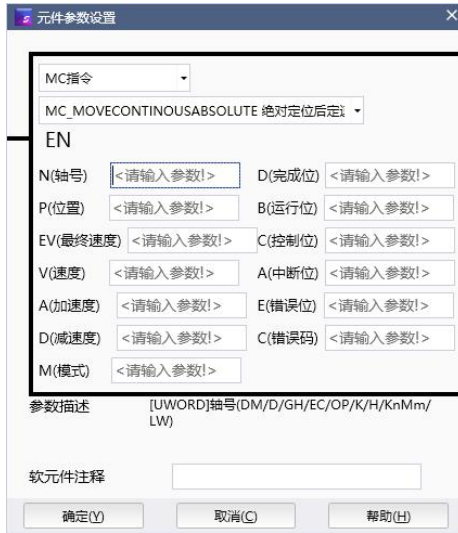 元件参数设置
MC指令
MC_MOVECONTINOUSABSOLUTE 绝对定位后定速
EN
N(轴号) <请输入参数!> D(完成位) <请输入参数!>
P(位置) <请输入参数!> B(运行位) <请输入参数!>
EV(最终速度) <请输入参数!> C(控制位) <请输入参数!>
V(速度) <请输入参数!> A(中断位) <请输入参数!>
A(加速度) <请输入参数!> E(错误位) <请输入参数!>
D(减速度) <请输入参数!> C(错误码) <请输入参数!>
M(模式) <请输入参数!>
参数描述 [UWORD]轴号(DM/D/GH/EC/OP/K/H/KnMm/
LW)
软元件注释
确定(Y) 取消(C) 帮助(H)